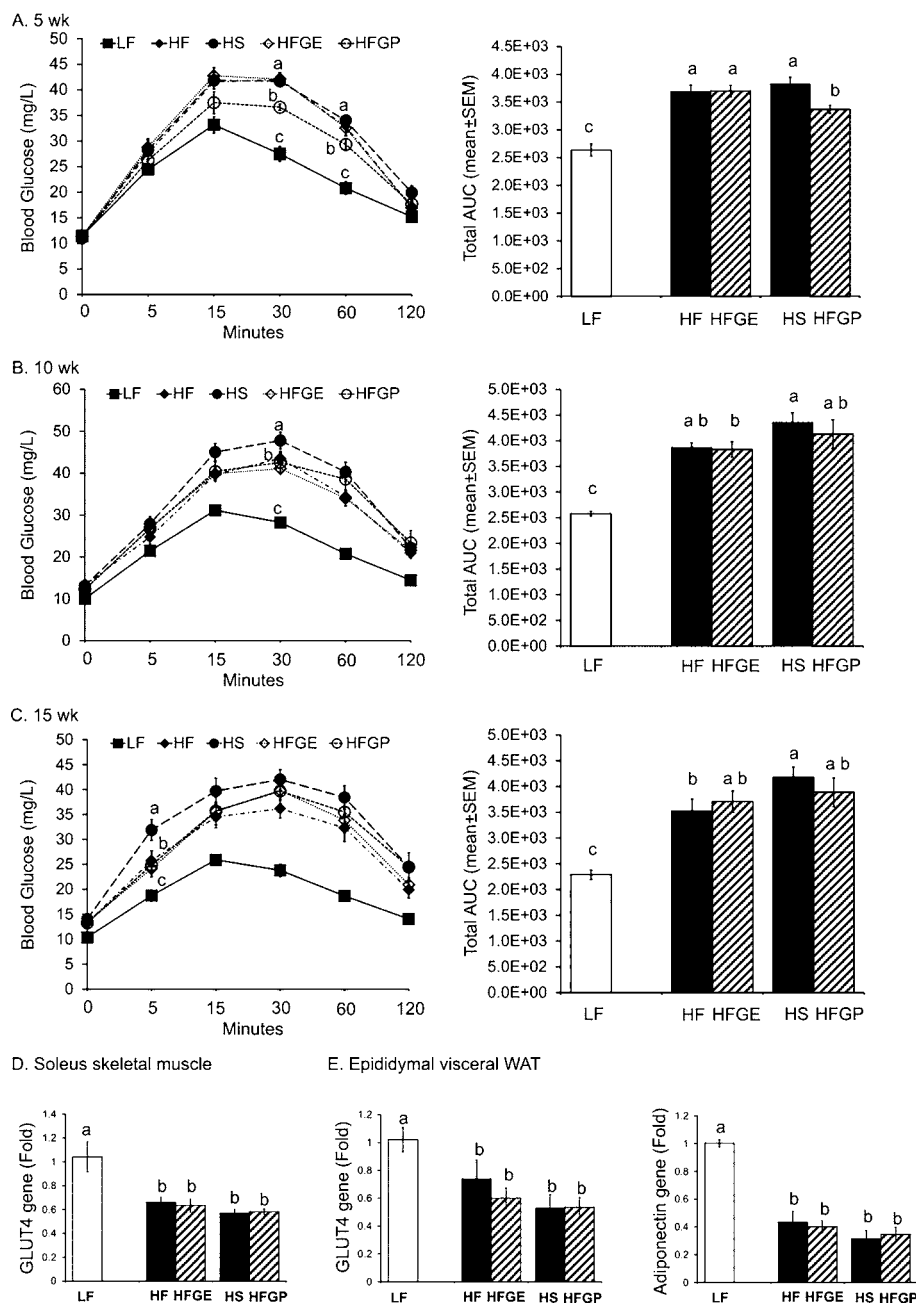 A. 5 wk
LF HF HS HFGE HFGP
Blood Glucose (mg/L)
50
45
40
35
30
25
20
15
10
5
0
a
b
c
a
b
c
0 5 15 30 60 120
Minutes
Total AUC (mean±SEM)
4.5E+03
4.0E+03
3.5E+03
3.0E+03
2.5E+03
2.0E+03
1.5E+03
1.0E+03
5.0E+02
0.0E+00
c a a a b
LF HF HFGE HS HFGP
B. 10 wk
LF HF HS HFGE HFGP
Blood Glucose (mg/L)
60
50
40
30
20
10
0
a
b
c
0 5 15 30 60 120
Minutes
Total AUC (mean±SEM)
5.0E+03
4.5E+03
4.0E+03
3.5E+03
3.0E+03
2.5E+03
2.0E+03
1.5E+03
1.0E+03
5.0E+02
0.0E+00
c a b b a a b
LF HF HFGE HS HFGP
C. 15 wk
LF HF HS HFGE HFGP
Blood Glucose (mg/L)
50
45
40
35
30
25
20
15
10
5
0
a
b
c
0 5 15 30 60 120
Minutes
Total AUC (mean±SEM)
5.0E+03
4.5E+03
4.0E+03
3.5E+03
3.0E+03
2.5E+03
2.0E+03
1.5E+03
1.0E+03
5.0E+02
0.0E+00
c b a b a a b
LF HF HFGE HS HFGP
D. Soleus skeletal muscle
GLUT4 gene (Fold)
1.4
1.2
1
0.8
0.6
0.4
0.2
0
a b b b b
LF HF HFGE HS HFGP
E. Epididymal visceral WAT
GLUT4 gene (Fold)
1.2
1
0.8
0.6
0.4
0.2
0
a b b b b
LF HF HFGE HS HFGP
Adiponectin gene (Fold)
1.2
1
0.8
0.6
0.4
0.2
0
a b b b b
LF HF HFGE HS HFGP